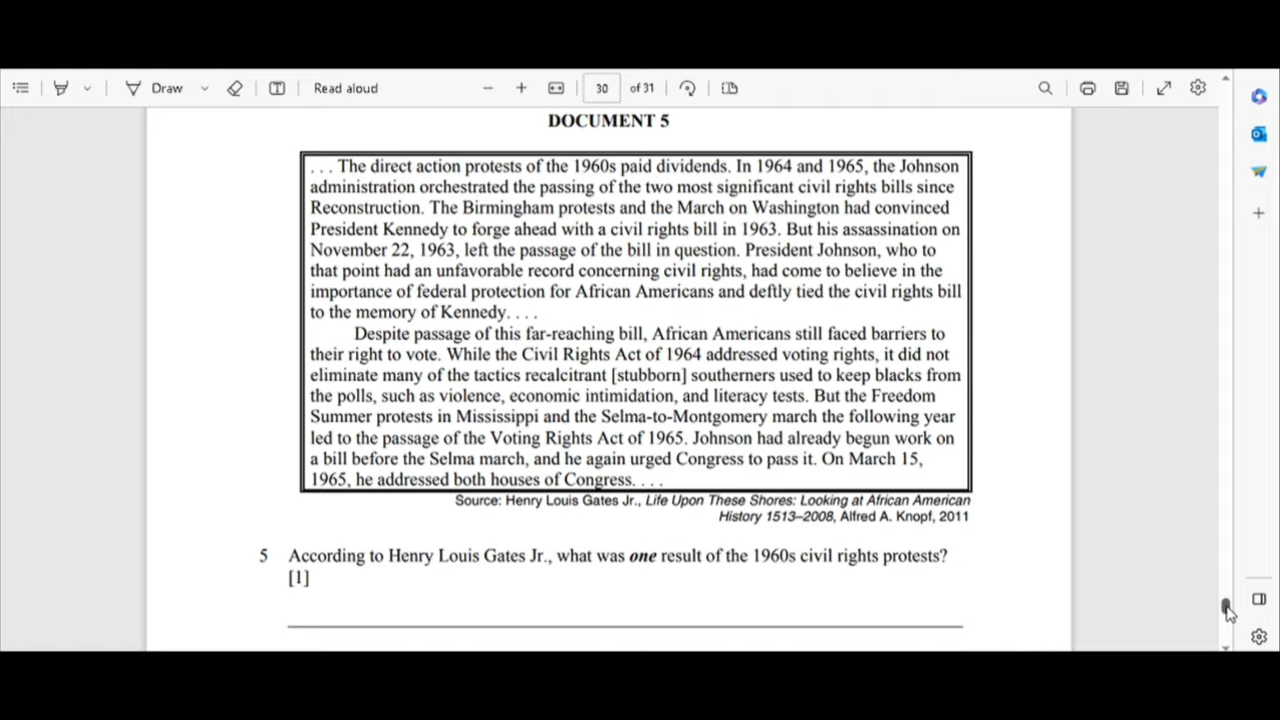 Draw
Read aloud
30 of 31
DOCUMENT 5
. . . The direct action protests of the 1960s paid dividends. In 1964 and 1965, the Johnson
administration orchestrated the passing of the two most significant civil rights bills since
Reconstruction. The Birmingham protests and the March on Washington had convinced
President Kennedy to forge ahead with a civil rights bill in 1963. But his assassination on
November 22, 1963, left the passage of the bill in question. President Johnson, who to
that point had an unfavorable record concerning civil rights, had come to believe in the
importance of federal protection for African Americans and deftly tied the civil rights bill
to the memory of Kennedy. . . .
Despite passage of this far-reaching bill, African Americans still faced barriers to
their right to vote. While the Civil Rights Act of 1964 addressed voting rights, it did not
eliminate many of the tactics recalcitrant [stubborn] southerners used to keep blacks from
the polls, such as violence, economic intimidation, and literacy tests. But the Freedom
Summer protests in Mississippi and the Selma-to-Montgomery march the following year
led to the passage of the Voting Rights Act of 1965. Johnson had already begun work on
a bill before the Selma march, and he again urged Congress to pass it. On March 15,
1965, he addressed both houses of Congress. . . .
Source: Henry Louis Gates Jr., Life Upon These Shores: Looking at African American
History 1513–2008, Alfred A. Knopf, 2011
5 According to Henry Louis Gates Jr., what was one result of the 1960s civil rights protests?
[1]